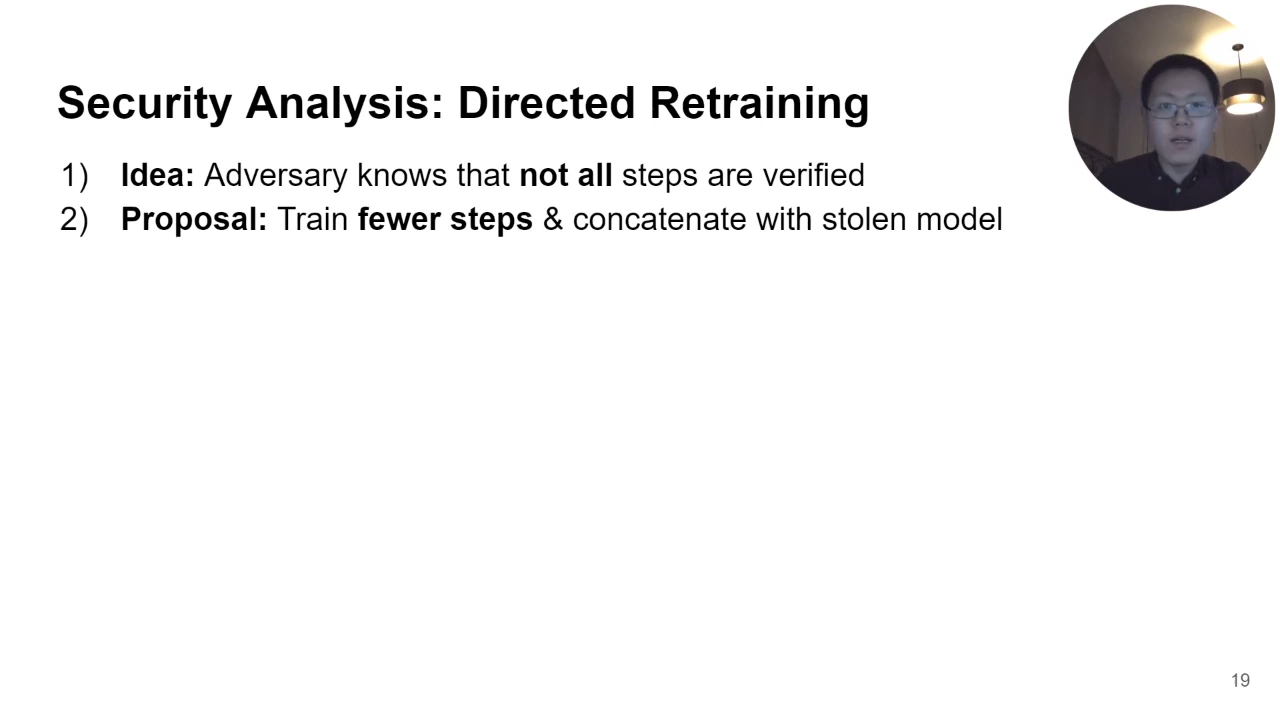 Security Analysis: Directed Retraining
1) Idea: Adversary knows that not all steps are verified
2) Proposal: Train fewer steps & concatenate with stolen model
19